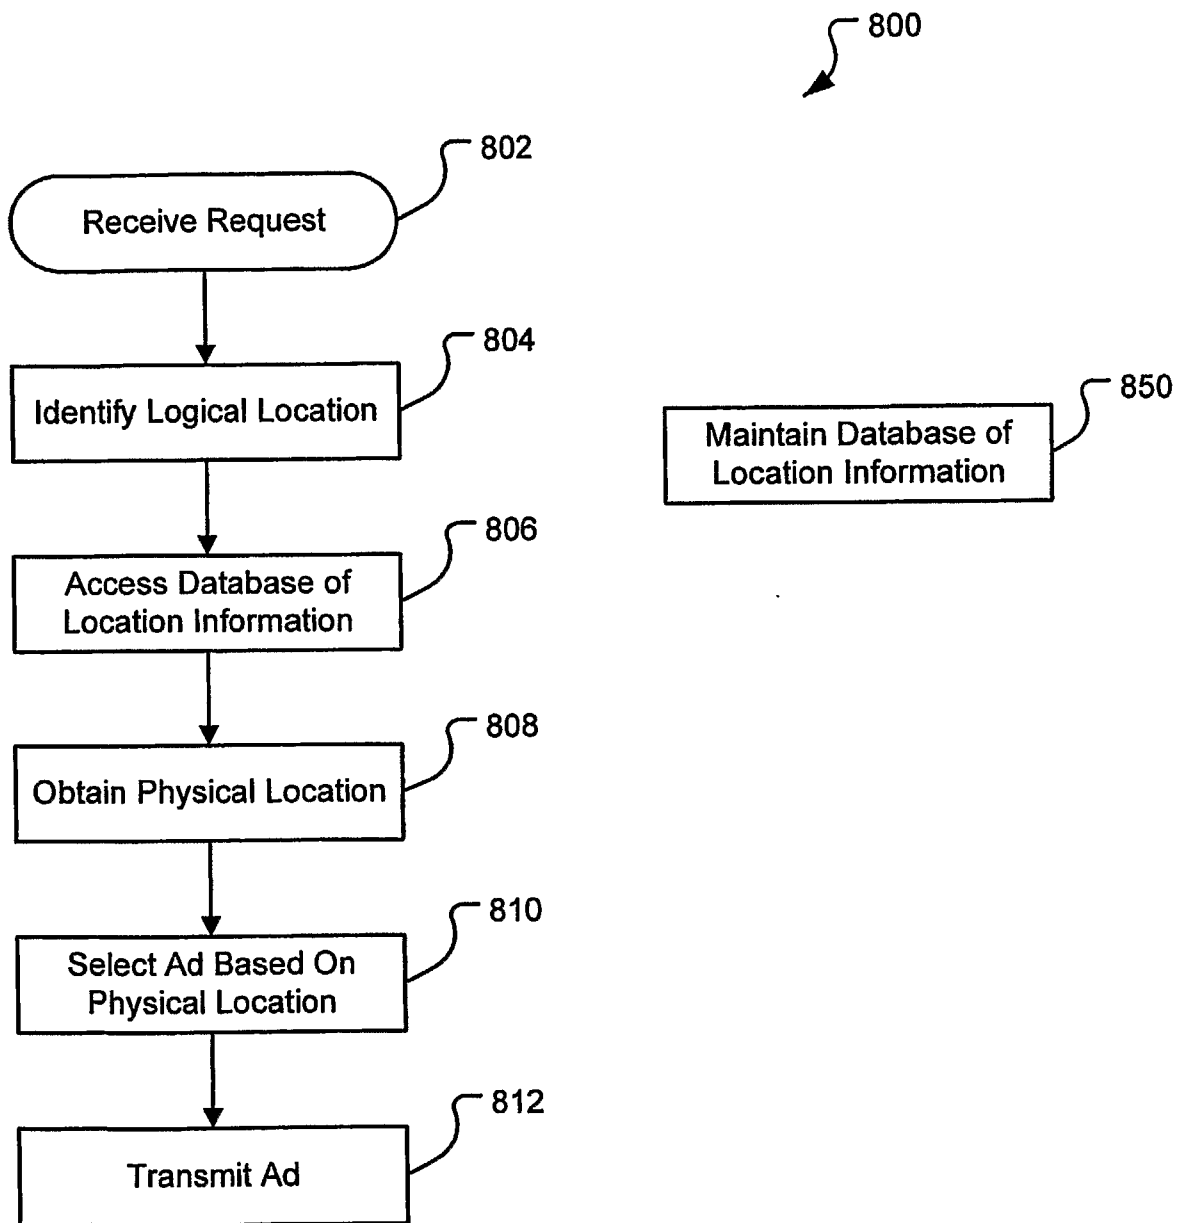 800
802
Receive Request
804
Identify Logical Location
850
Maintain Database of
Location Information
806
Access Database of
Location Information
808
Obtain Physical Location
810
Select Ad Based On
Physical Location
812
Transmit Ad